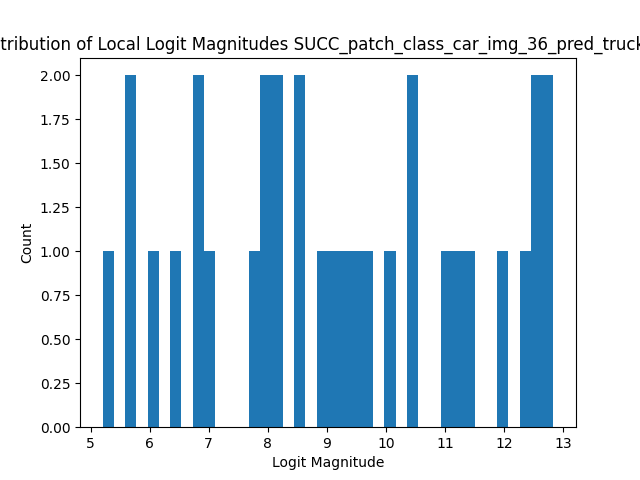 tribution of Local Logit Magnitudes SUCC_patch_class_car_img_36_pred_truck
2.00
1.75
1.50
1.25
1.00
0.75
0.50
0.25
0.00
Count
5 6 7 8 9 10 11 12 13
Logit Magnitude